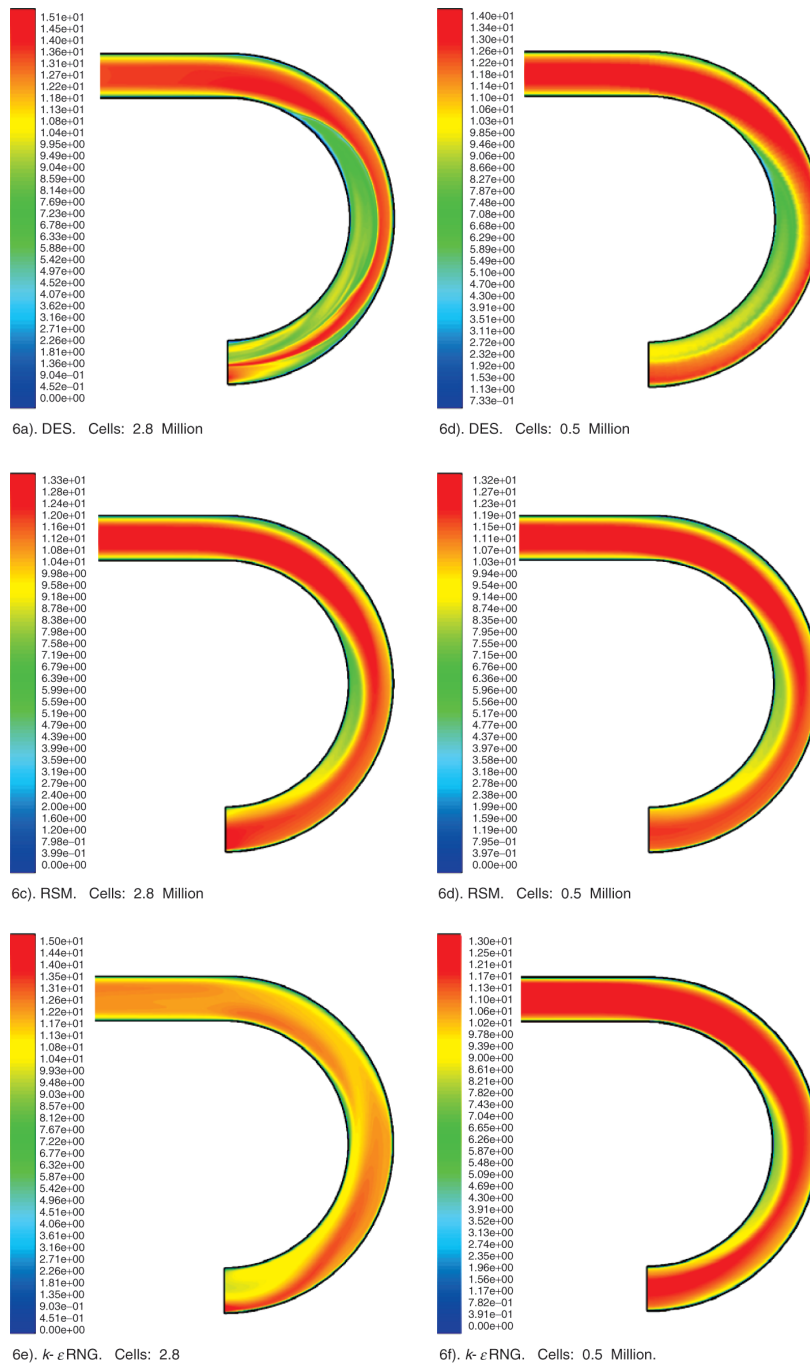 1.51e+01
1.45e+01
1.40e+01
1.36e+01
1.31e+01
1.27e+01
1.22e+01
1.18e+01
1.13e+01
1.08e+01
1.04e+01
9.95e+00
9.49e+00
9.04e+00
8.59e+00
8.14e+00
7.69e+00
7.23e+00
6.78e+00
6.33e+00
5.88e+00
5.42e+00
4.97e+00
4.52e+00
4.07e+00
3.62e+00
3.16e+00
2.71e+00
2.26e+00
1.81e+00
1.36e+00
9.04e−01
4.52e−01
0.00e+00
6a). DES. Cells: 2.8 Million
1.40e+01
1.34e+01
1.30e+01
1.26e+01
1.22e+01
1.18e+01
1.14e+01
1.10e+01
1.06e+01
1.03e+01
9.85e+00
9.46e+00
9.06e+00
8.66e+00
8.27e+00
7.87e+00
7.48e+00
7.08e+00
6.68e+00
6.29e+00
5.89e+00
5.10e+00
4.70e+00
4.30e+00
3.91e+00
3.51e+00
3.11e+00
2.72e+00
2.32e+00
1.92e+00
1.53e+00
1.13e+00
7.33e−01
6d). DES. Cells: 0.5 Million
1.33e+01
1.28e+01
1.24e+01
1.20e+01
1.16e+01
1.12e+01
1.08e+01
1.04e+01
9.98e+00
9.58e+00
9.18e+00
8.78e+00
8.38e+00
7.98e+00
7.58e+00
7.19e+00
6.79e+00
6.39e+00
5.99e+00
5.59e+00
5.19e+00
4.79e+00
4.39e+00
3.99e+00
3.59e+00
3.19e+00
2.79e+00
2.40e+00
2.00e+00
1.60e+00
1.20e+00
7.98e−01
3.99e−01
0.00e+00
6c). RSM. Cells: 2.8 Million
1.32e+01
1.27e+01
1.23e+01
1.19e+01
1.15e+01
1.11e+01
1.07e+01
1.03e+01
9.94e+00
9.54e+00
9.14e+00
8.74e+00
8.35e+00
7.95e+00
7.55e+00
7.15e+00
6.76e+00
6.36e+00
5.96e+00
5.56e+00
5.17e+00
4.77e+00
4.37e+00
3.97e+00
3.58e+00
3.18e+00
2.78e+00
2.38e+00
1.99e+00
1.59e+00
1.19e+00
7.95e−01
3.97e−01
0.00e+00
6d). RSM. Cells: 0.5 Million
1.50e+01
1.44e+01
1.40e+01
1.35e+01
1.31e+01
1.26e+01
1.22e+01
1.17e+01
1.13e+01
1.08e+01
1.04e+01
9.93e+00
9.48e+00
9.03e+00
8.57e+00
8.12e+00
7.67e+00
7.22e+00
6.77e+00
6.32e+00
5.87e+00
5.42e+00
4.96e+00
4.51e+00
4.06e+00
3.61e+00
3.16e+00
2.71e+00
2.26e+00
1.81e+00
1.35e+00
9.03e−01
4.51e−01
0.00e+00
6e). k- εRNG. Cells: 2.8
1.30e+01
1.25e+01
1.21e+01
1.17e+01
1.13e+01
1.10e+01
1.06e+01
1.02e+01
9.78e+00
9.39e+00
9.00e+00
8.61e+00
8.21e+00
7.82e+00
7.43e+00
7.04e+00
6.65e+00
6.26e+00
5.87e+00
5.48e+00
5.09e+00
4.69e+00
4.30e+00
3.91e+00
3.52e+00
3.13e+00
2.74e+00
2.35e+00
1.96e+00
1.56e+00
1.17e+00
7.82e−01
3.91e−01
0.00e+00
6f). k- εRNG. Cells: 0.5 Million.